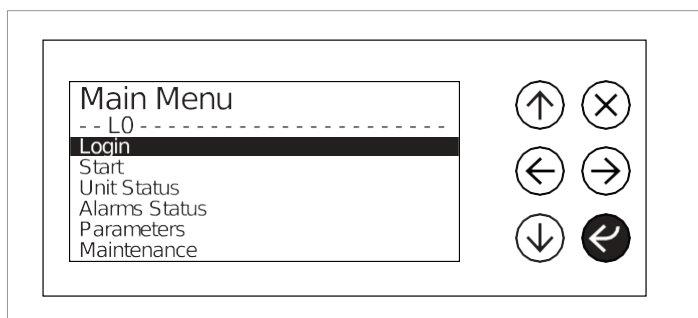 Main Menu
- - L0 - - - - - - - - - - - - - - - - - - - - - -
Login
Start
Unit Status
Alarms Status
Parameters
Maintenance